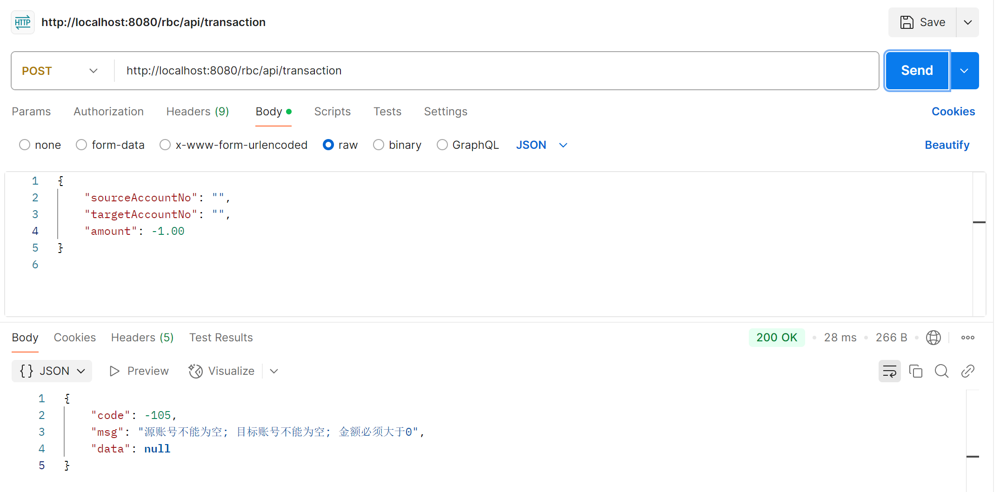 HTTP http://localhost:8080/rbc/api/transaction Save
POST http://localhost:8080/rbc/api/transaction Send
Params Authorization Headers (9) Body Scripts Tests Settings Cookies
none form-data x-www-form-urlencoded raw binary GraphQL JSON Beautify
1 {
2 "sourceAccountNo": "",
3 "targetAccountNo": "",
4 "amount": -1.00
5 }
6
Body Cookies Headers (5) Test Results 200 OK 28 ms 266 B
{} JSON Preview Visualize
1 {
2 "code": -105,
3 "msg": "源账号不能为空; 目标账号不能为空; 金额必须大于0",
4 "data": null
5 }